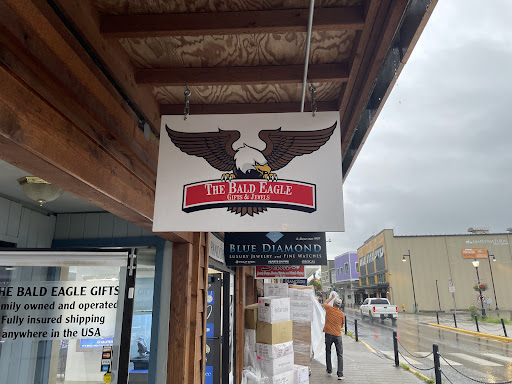 THE BALD EAGLE
GIFTS & JEWELS
BLUE DIAMOND
LUXURY JEWELRY AND FINE WATCHES
THE BALD EAGLE GIFTS
mily owned and operated
Fully insured shipping
anywhere in the USA